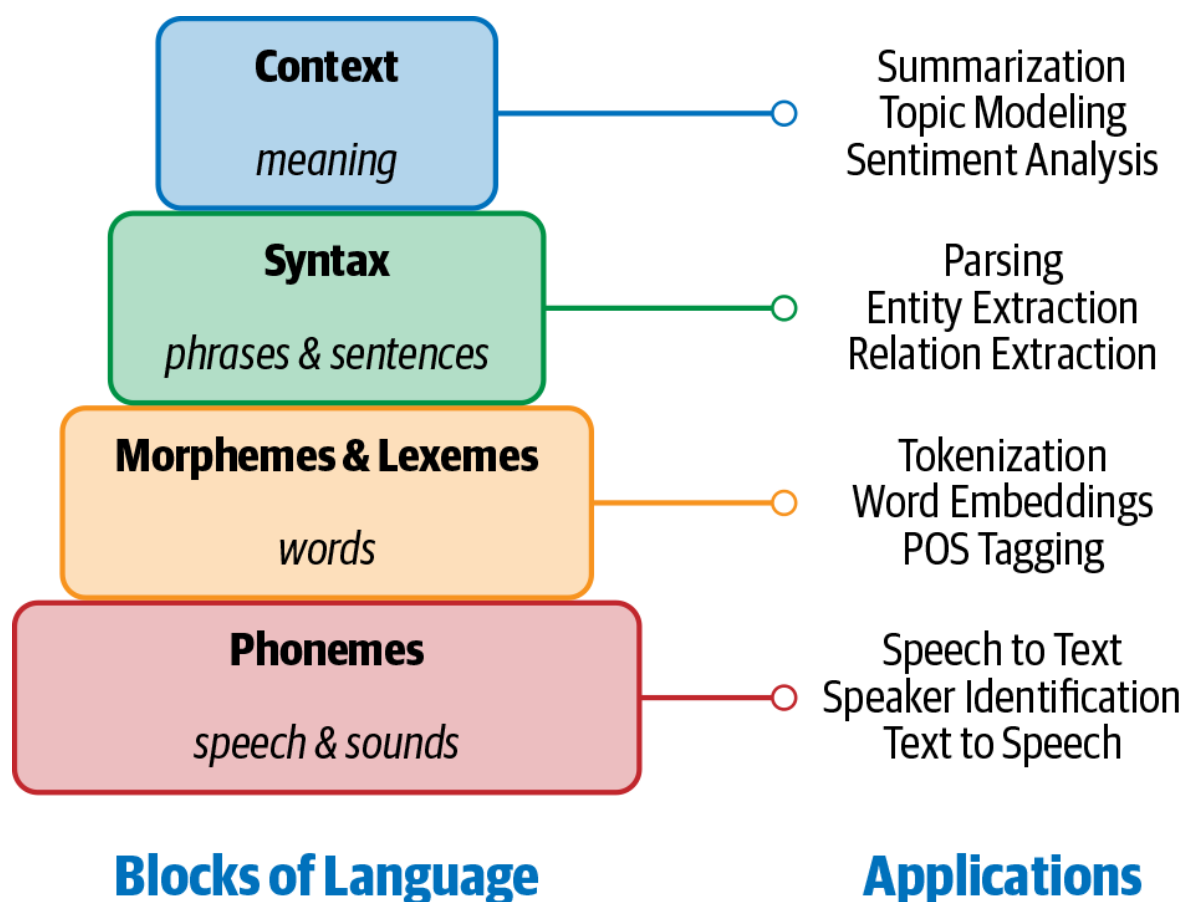 Context
meaning
Summarization
Topic Modeling
Sentiment Analysis
Syntax
phrases & sentences
Parsing
Entity Extraction
Relation Extraction
Morphemes & Lexemes
words
Tokenization
Word Embeddings
POS Tagging
Phonemes
speech & sounds
Speech to Text
Speaker Identification
Text to Speech
Blocks of Language
Applications